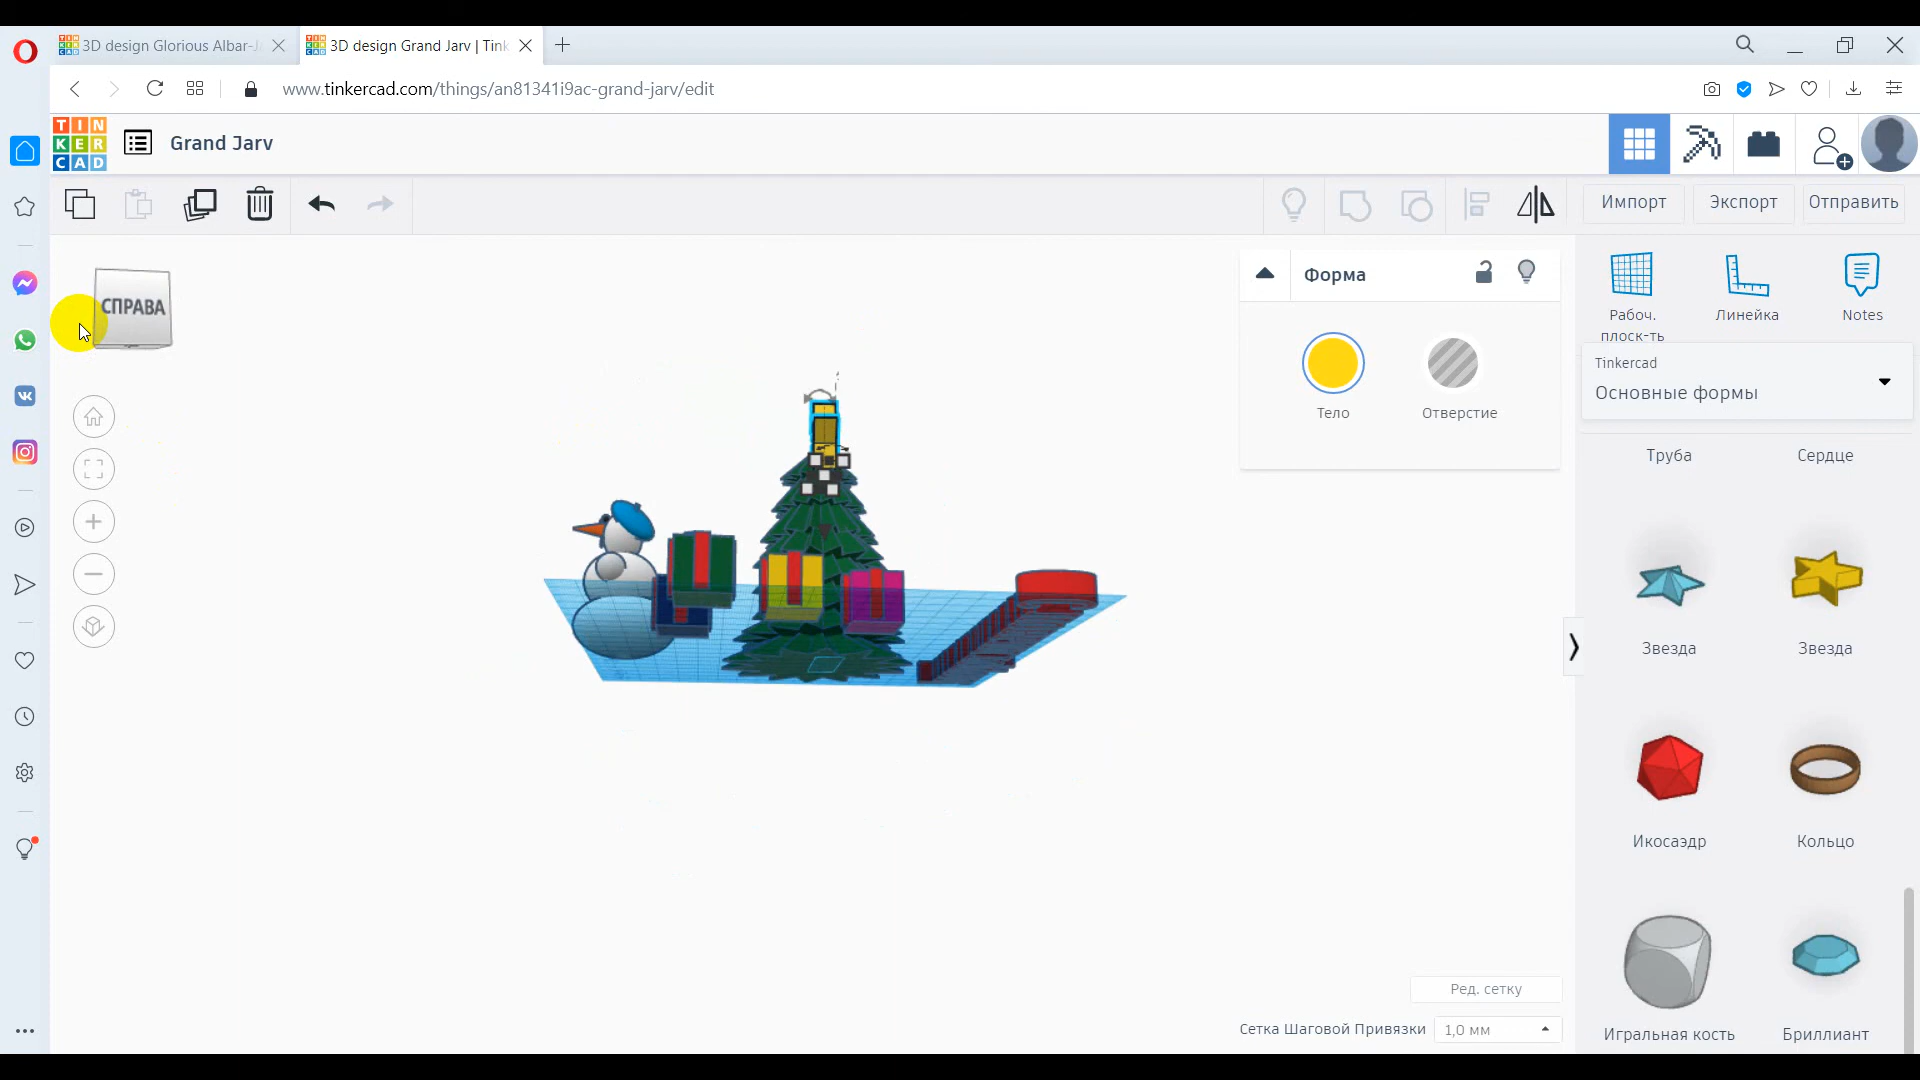 3D design Glorious Albar-J
3D design Grand Jarv | Tink
www.tinkercad.com/things/an81341i9ac-grand-jarv/edit
TIN
KER
CAD
Grand Jarv
Импорт
Экспорт
Отправить
СПРАВА
Форма
Тело
Отверстие
Рабоч.
плоск-ть
Линейка
Notes
Tinkercad
Основные формы
Труба
Сердце
Звезда
Звезда
Икосаэдр
Кольцо
Игральная кость
Бриллиант
Ред. сетку
Сетка Шаговой Привязки
1,0 мм